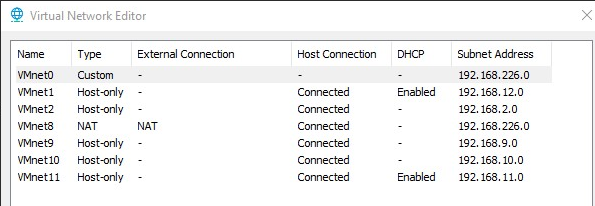 Virtual Network Editor
Name Type External Connection Host Connection DHCP Subnet Address
VMnet0 Custom - - - 192.168.226.0
VMnet1 Host-only - Connected Enabled 192.168.12.0
VMnet2 Host-only - Connected - 192.168.2.0
VMnet8 NAT NAT Connected - 192.168.226.0
VMnet9 Host-only - Connected - 192.168.9.0
VMnet10 Host-only - Connected - 192.168.10.0
VMnet11 Host-only - Connected Enabled 192.168.11.0